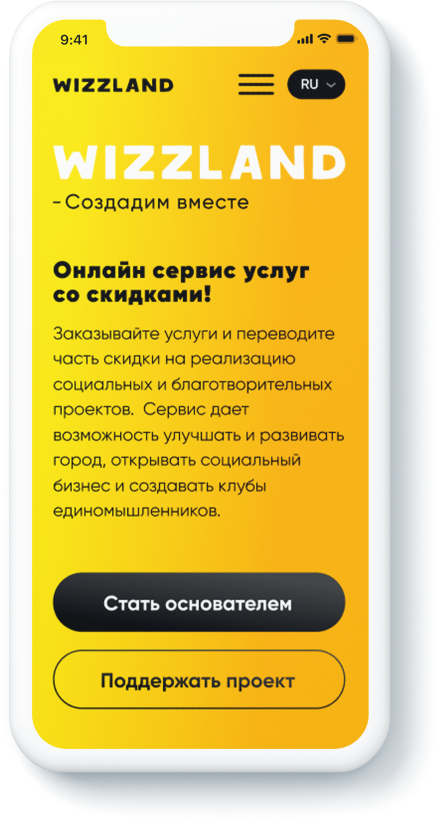 9:41
WIZZLAND
RU
WIZZLAND
-Создадим вместе
Онлайн сервис услуг
со скидками!
Заказывайте услуги и переводите
часть скидки на реализацию
социальных и благотворительных
проектов. Сервис дает
возможность улучшать и развивать
город, открывать социальный
бизнес и создавать клубы
единомышленников.
Стать основателем
Поддержать проект